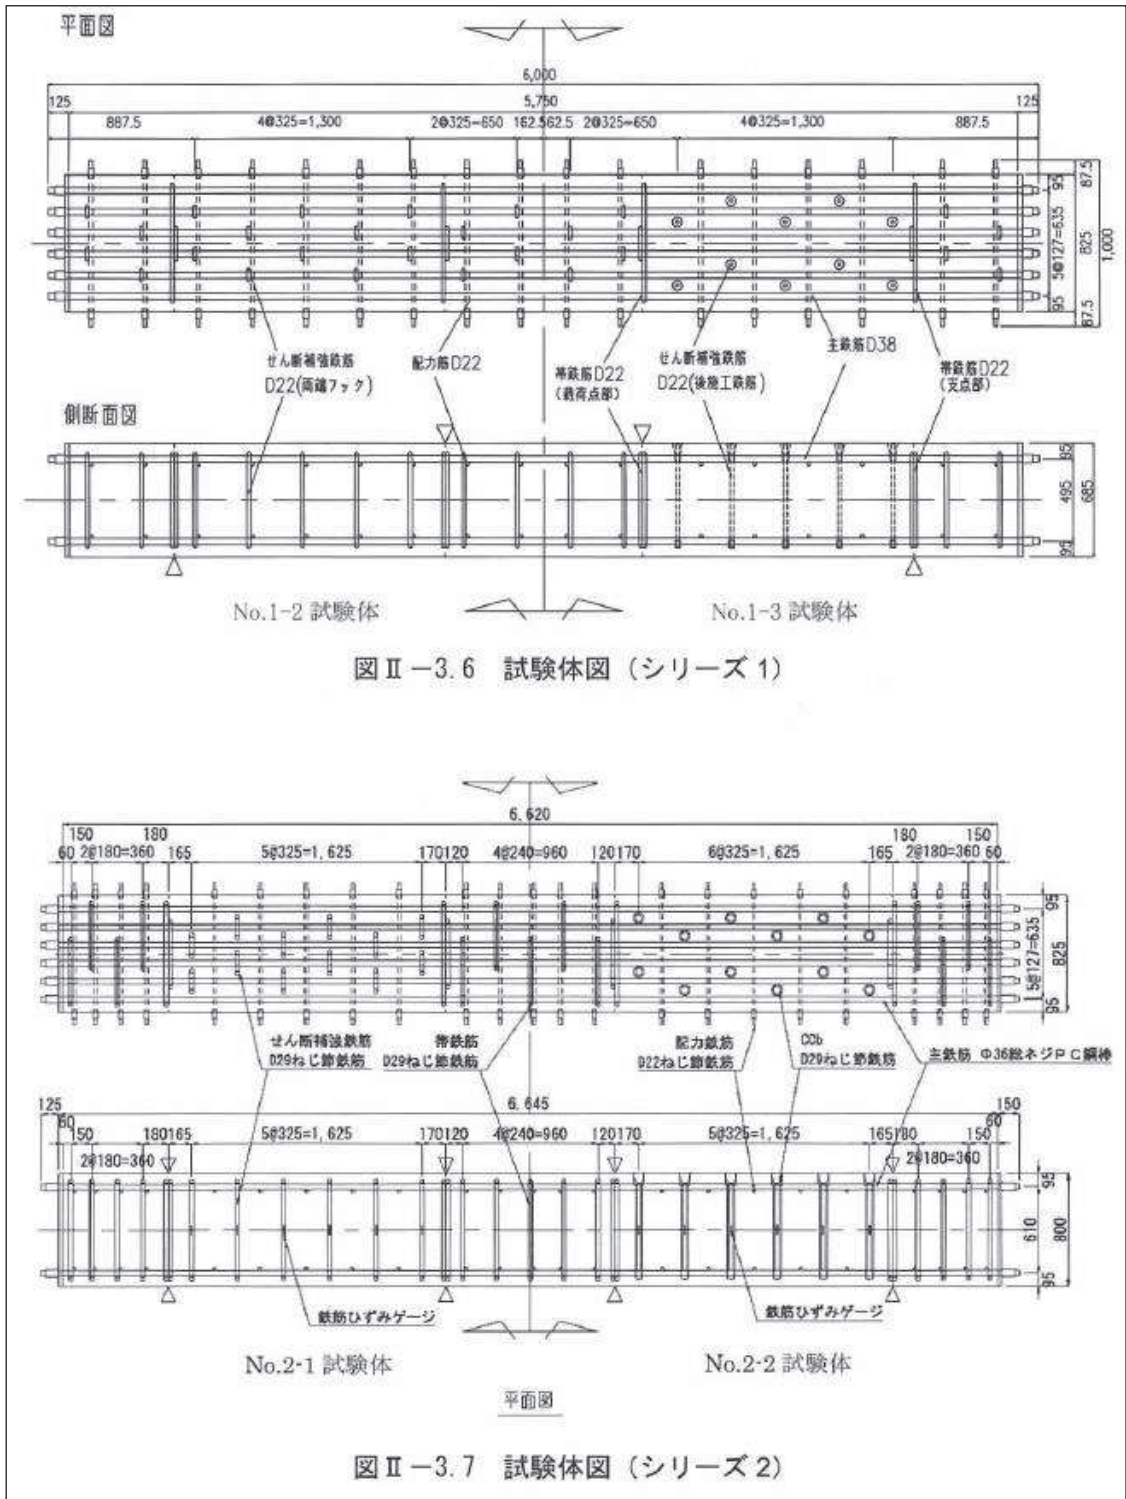 平面図
6,000
125 5,750 125
887.5 4@325=1,300 2@325=650 162.562.5 2@325=650 4@325=1,300 887.5
95 5@127=635 95
87.5 825 87.5
1,000
せん断補強鉄筋
D22(両端フック)
配力筋D22
帯鉄筋D22
(載荷点部)
せん断補強鉄筋
D22(後施工鉄筋)
主鉄筋D38
帯鉄筋D22
(支点部)
側断面図
95 495 95
685
No.1-2 試験体
No.1-3 試験体
図Ⅱ-3.6 試験体図(シリーズ1)
6,620
150 180 180 150
60 2@180=360 165 5@325=1,625 170120 4@240=960 120170 6@325=1,625 165 2@180=360 60
95 5@127=635 95
825
せん断補強鉄筋
D29ねじ節鉄筋
帯鉄筋
D29ねじ節鉄筋
配力鉄筋
D22ねじ節鉄筋
CCb
D29ねじ節鉄筋
主鉄筋 Φ36総ネジPC鋼棒
125 6,645 150
60 60
150 180165 5@325=1,625 170120 4@240=960 120170 5@325=1,625 165180 150
2@180=360 2@180=360
95 610 95
800
鉄筋ひずみゲージ
鉄筋ひずみゲージ
No.2-1 試験体
No.2-2 試験体
平面図
図Ⅱ-3.7 試験体図(シリーズ2)